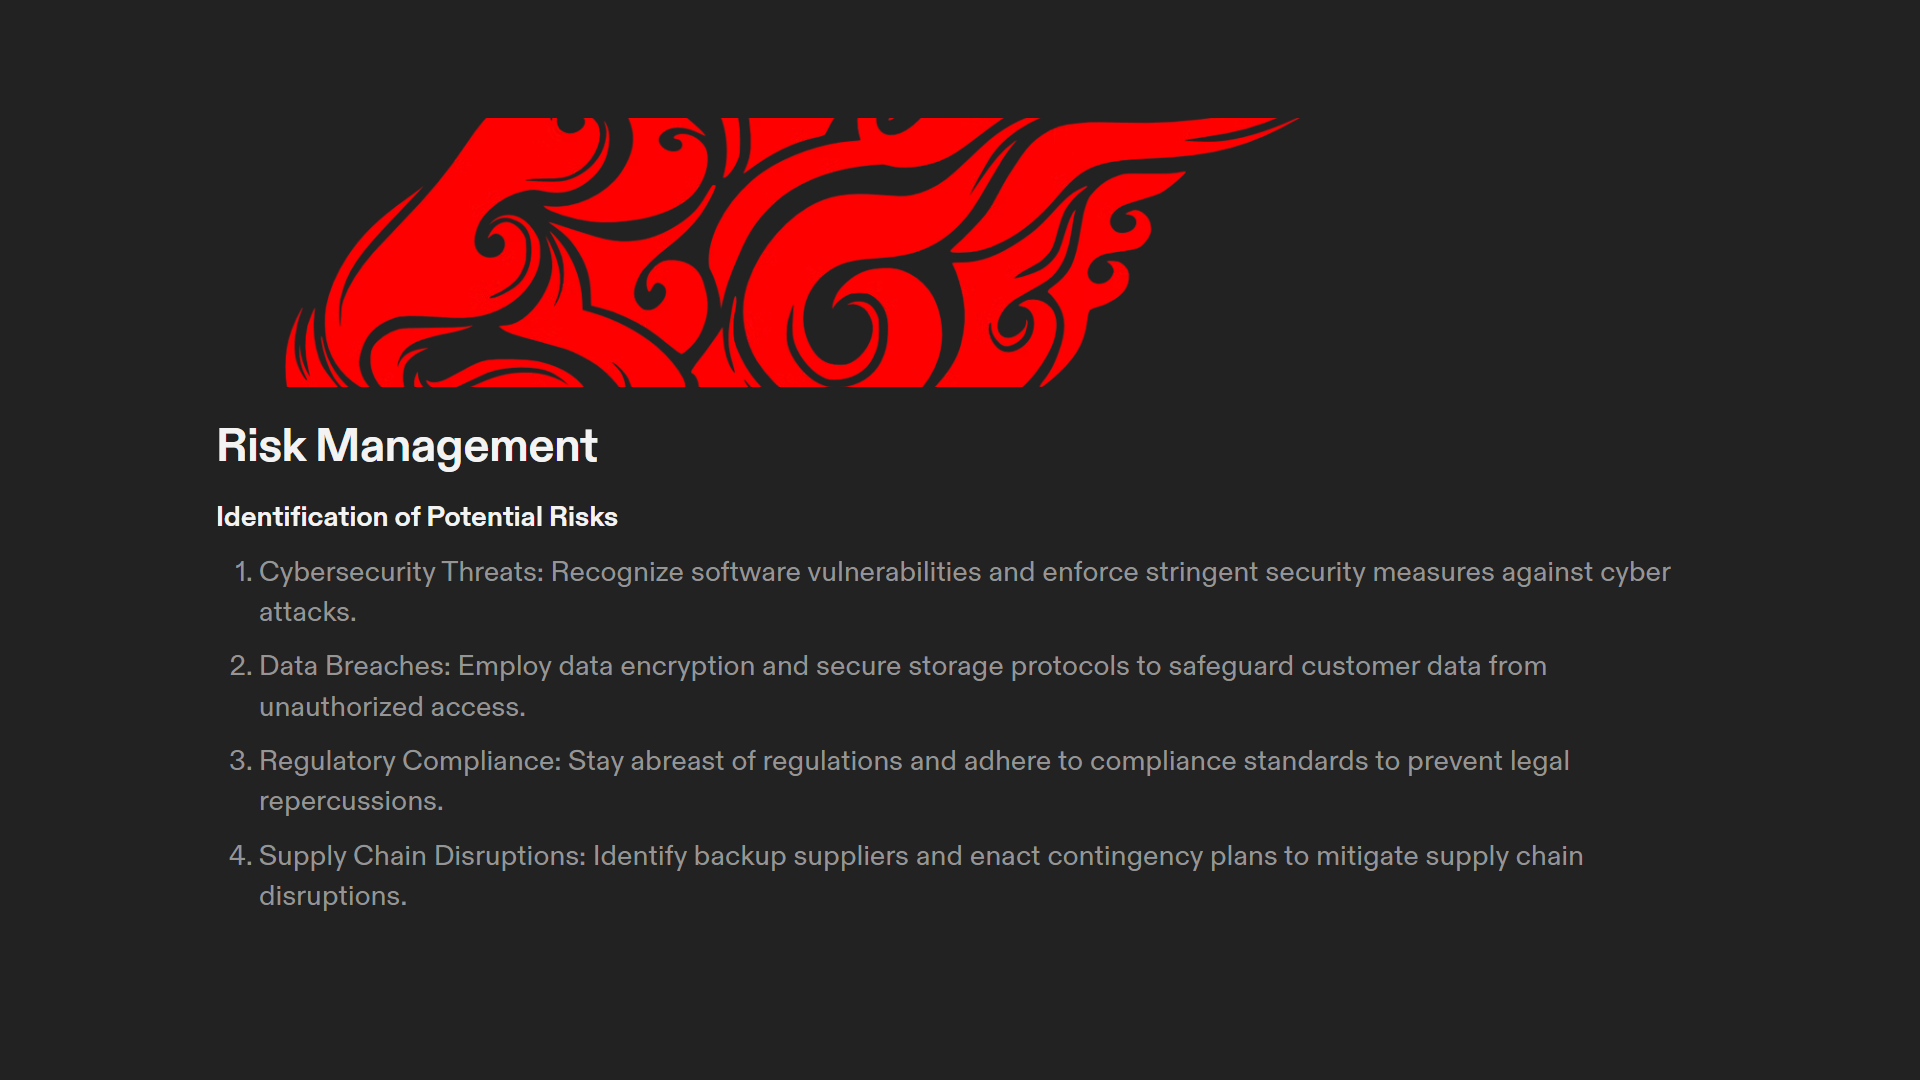 Risk Management
Identification of Potential Risks
1. Cybersecurity Threats: Recognize software vulnerabilities and enforce stringent security measures against cyber
attacks.
2. Data Breaches: Employ data encryption and secure storage protocols to safeguard customer data from
unauthorized access.
3. Regulatory Compliance: Stay abreast of regulations and adhere to compliance standards to prevent legal
repercussions.
4. Supply Chain Disruptions: Identify backup suppliers and enact contingency plans to mitigate supply chain
disruptions.